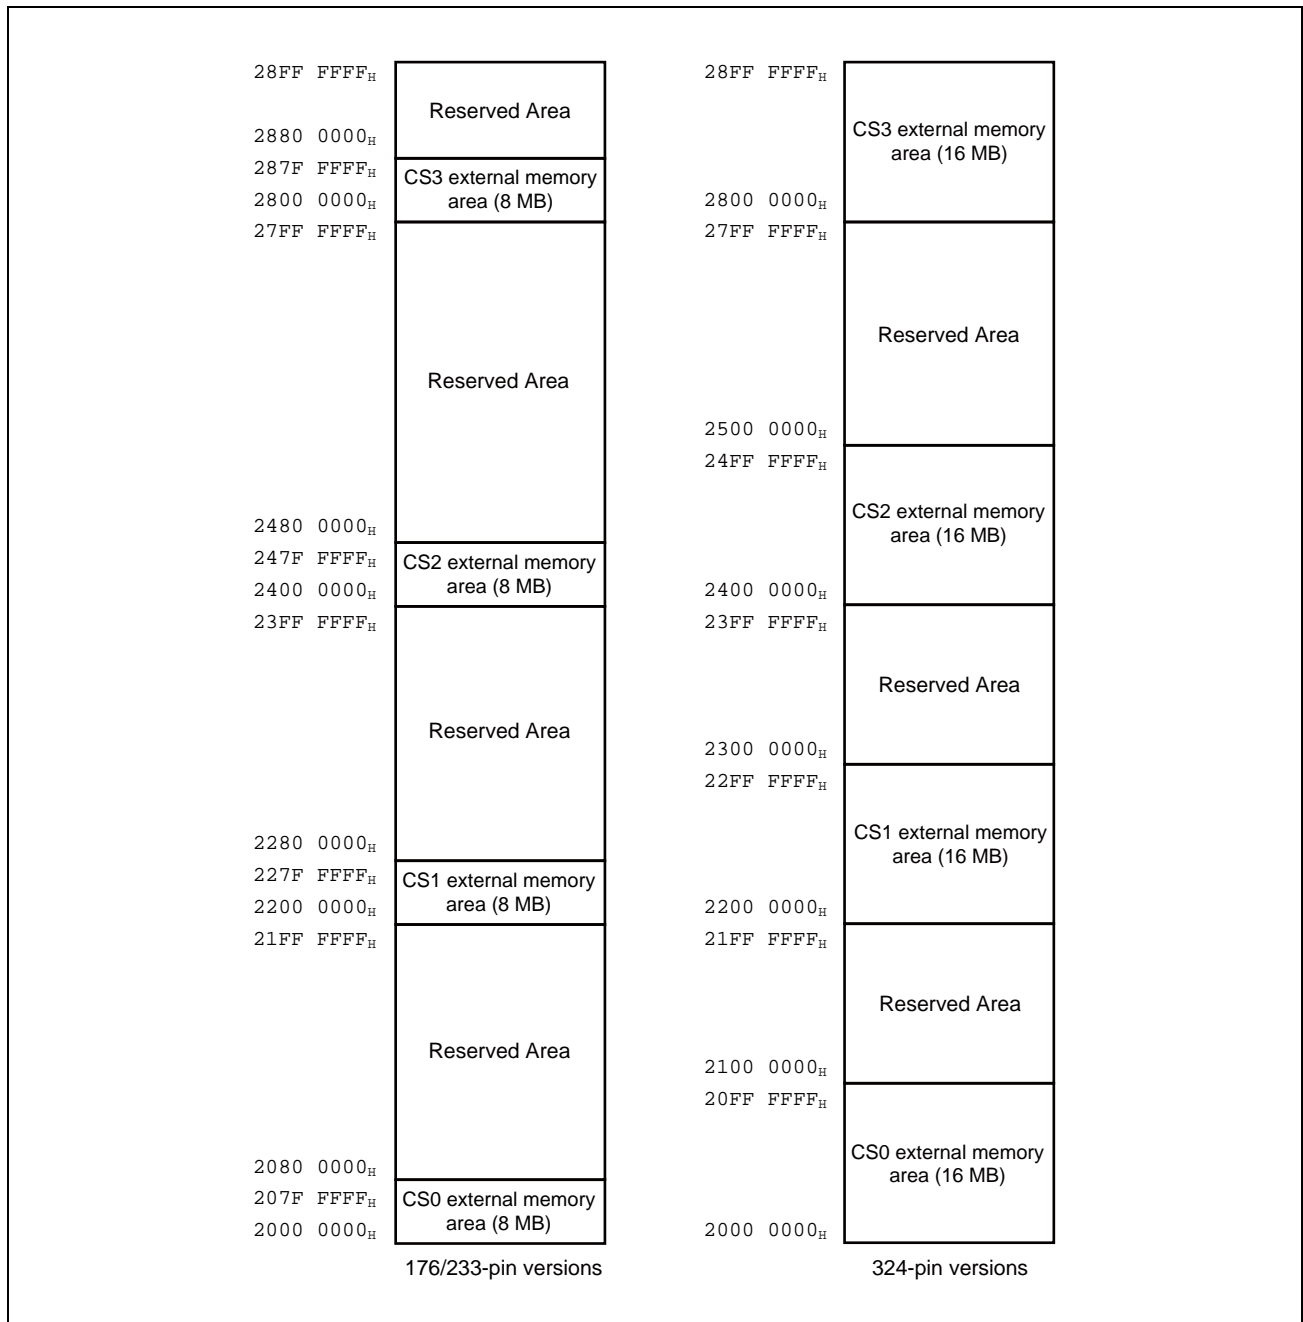 28FF FFFFH
Reserved Area
2880 0000H
287F FFFFH
CS3 external memory
area (8 MB)
2800 0000H
27FF FFFFH
Reserved Area
2480 0000H
247F FFFFH
CS2 external memory
area (8 MB)
2400 0000H
23FF FFFFH
Reserved Area
2280 0000H
227F FFFFH
CS1 external memory
area (8 MB)
2200 0000H
21FF FFFFH
Reserved Area
2080 0000H
207F FFFFH
CS0 external memory
area (8 MB)
2000 0000H
176/233-pin versions
28FF FFFFH
CS3 external memory
area (16 MB)
2800 0000H
27FF FFFFH
Reserved Area
2500 0000H
24FF FFFFH
CS2 external memory
area (16 MB)
2400 0000H
23FF FFFFH
Reserved Area
2300 0000H
22FF FFFFH
CS1 external memory
area (16 MB)
2200 0000H
21FF FFFFH
Reserved Area
2100 0000H
20FF FFFFH
CS0 external memory
area (16 MB)
2000 0000H
324-pin versions